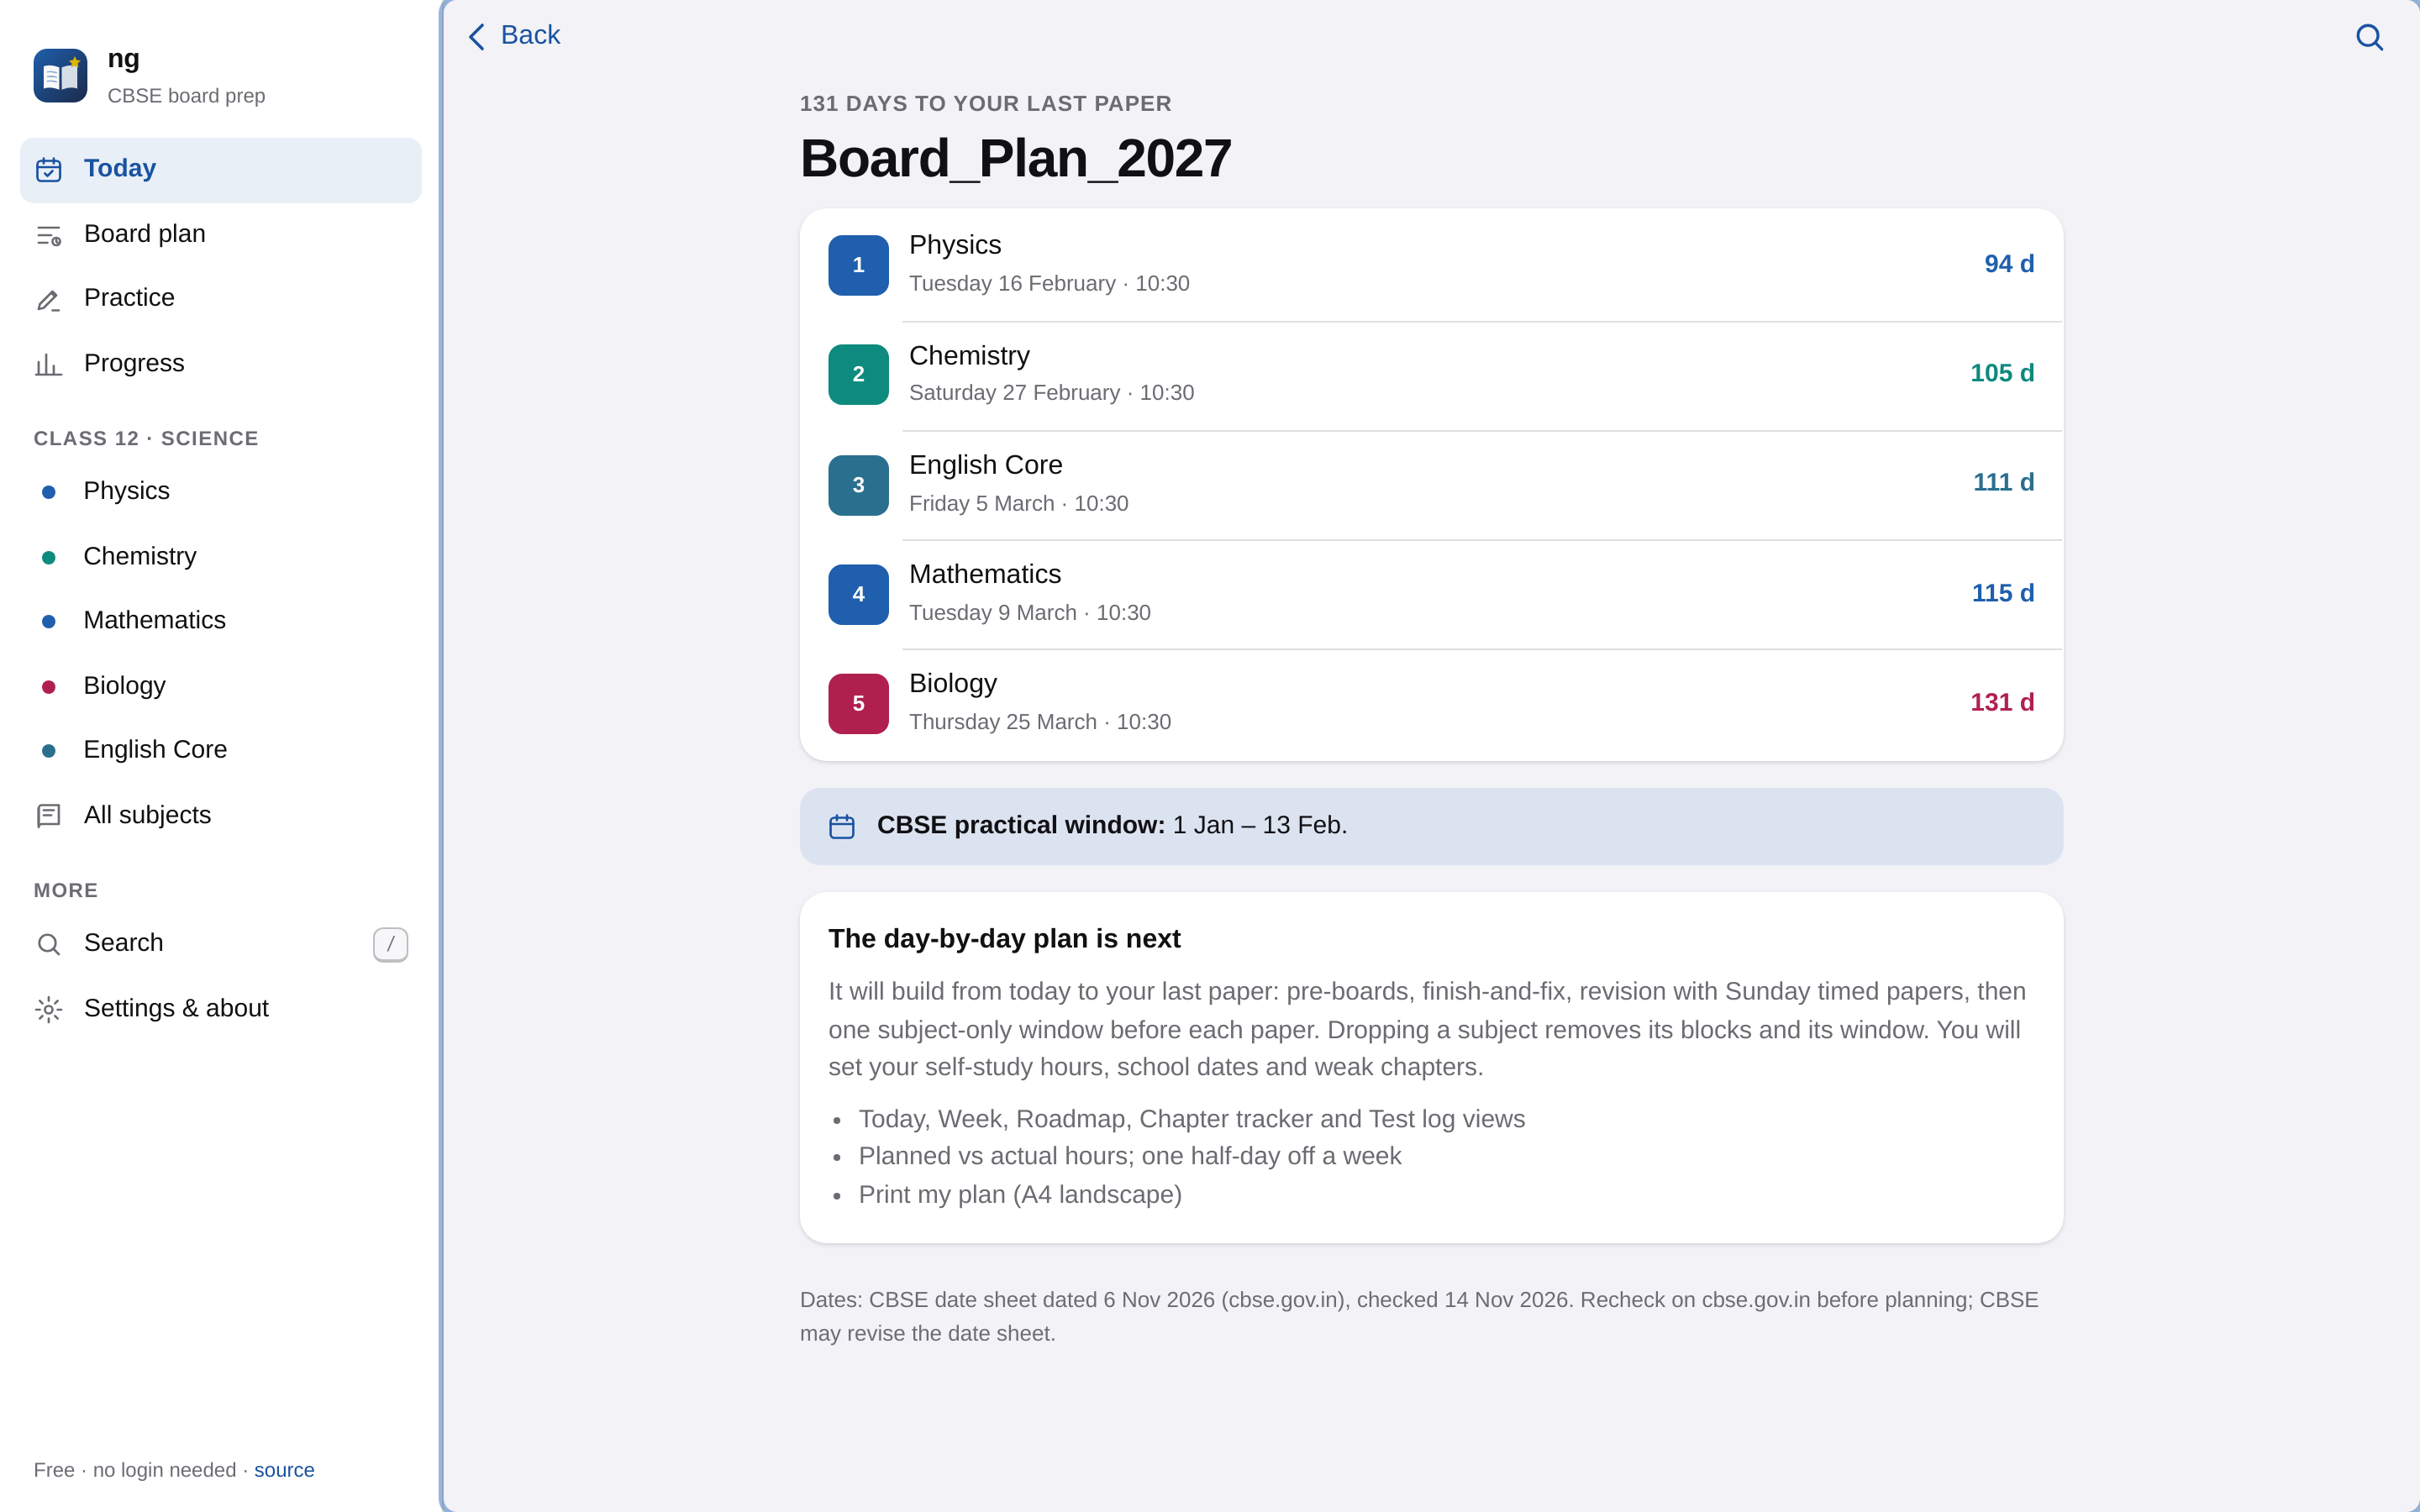 ng
CBSE board prep
Today
Board plan
Practice
Progress
CLASS 12 · SCIENCE
Physics
Chemistry
Mathematics
Biology
English Core
All subjects
MORE
Search /
Settings & about
Free · no login needed · source
Back
131 DAYS TO YOUR LAST PAPER
Board_Plan_2027
1
Physics
Tuesday 16 February · 10:30
94 d
2
Chemistry
Saturday 27 February · 10:30
105 d
3
English Core
Friday 5 March · 10:30
111 d
4
Mathematics
Tuesday 9 March · 10:30
115 d
5
Biology
Thursday 25 March · 10:30
131 d
CBSE practical window: 1 Jan – 13 Feb.
The day-by-day plan is next
It will build from today to your last paper: pre-boards, finish-and-fix, revision with Sunday timed papers, then
one subject-only window before each paper. Dropping a subject removes its blocks and its window. You will
set your self-study hours, school dates and weak chapters.
• Today, Week, Roadmap, Chapter tracker and Test log views
• Planned vs actual hours; one half-day off a week
• Print my plan (A4 landscape)
Dates: CBSE date sheet dated 6 Nov 2026 (cbse.gov.in), checked 14 Nov 2026. Recheck on cbse.gov.in before planning; CBSE
may revise the date sheet.